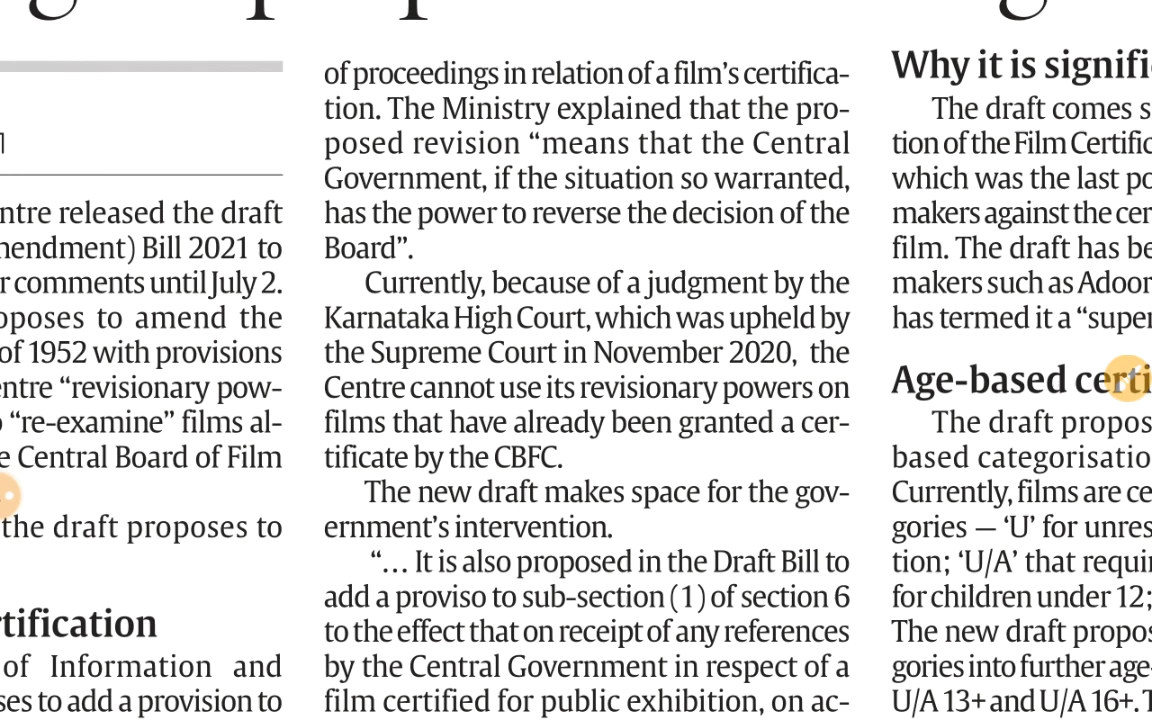 ntre released the draft
nendment) Bill 2021 to
r comments until July 2.
oposes to amend the
of 1952 with provisions
entre “revisionary pow-
“re-examine” films al-
e Central Board of Film
the draft proposes to
rtification
of Information and
ses to add a provision to
of proceedings in relation of a film’s certifica-
tion. The Ministry explained that the pro-
posed revision “means that the Central
Government, if the situation so warranted,
has the power to reverse the decision of the
Board”.
Currently, because of a judgment by the
Karnataka High Court, which was upheld by
the Supreme Court in November 2020, the
Centre cannot use its revisionary powers on
films that have already been granted a cer-
tificate by the CBFC.
The new draft makes space for the gov-
ernment’s intervention.
“... It is also proposed in the Draft Bill to
add a proviso to sub-section (1) of section 6
to the effect that on receipt of any references
by the Central Government in respect of a
film certified for public exhibition, on ac-
Why it is signifi
The draft comes s
tion of the Film Certific
which was the last po
makers against the cer
film. The draft has be
makers such as Adoor
has termed it a “super
Age-based certi
The draft propos
based categorisatio
Currently, films are ce
gories – ‘U’ for unres
tion; ‘U/A’ that requir
for children under 12;
The new draft propos
gories into further age-
U/A 13+ and U/A 16+. T